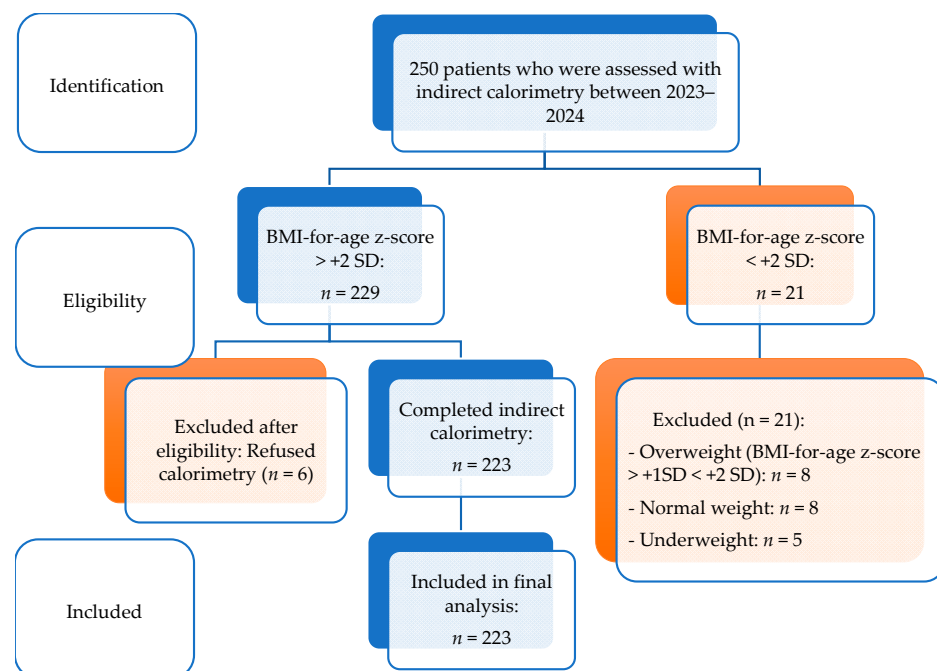 Identification
250 patients who were assessed with
indirect calorimetry between 2023–
2024
Eligibility
BMI-for-age z-score
> +2 SD:
n = 229
BMI-for-age z-score
< +2 SD:
n = 21
Excluded after
eligibility: Refused
calorimetry (n = 6)
Completed indirect
calorimetry:
n = 223
Excluded (n = 21):
- Overweight (BMI-for-age z-score
> +1SD < +2 SD): n = 8
- Normal weight: n = 8
- Underweight: n = 5
Included
Included in final
analysis:
n = 223